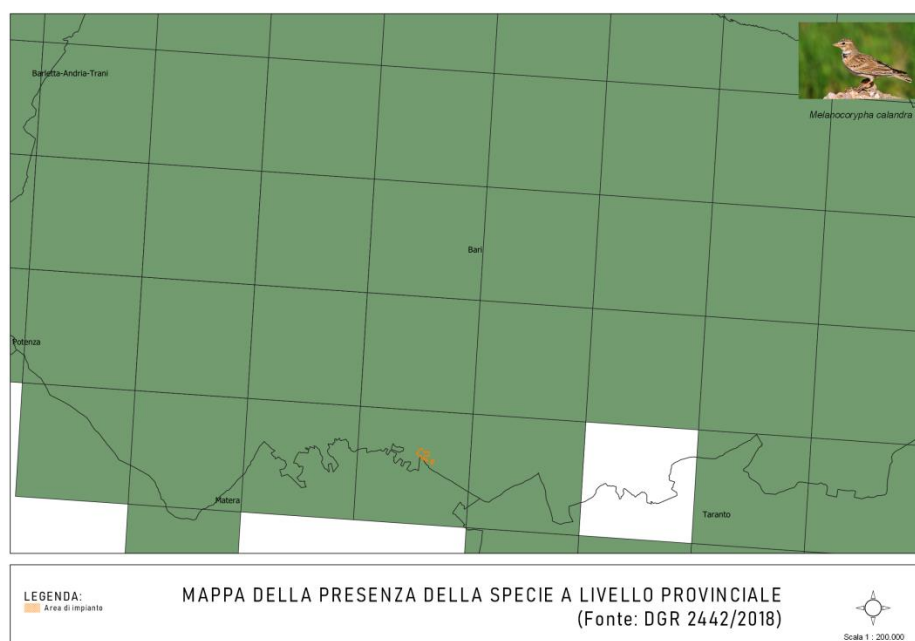 Barletta-Andria-Trani
Melanocorypha calandra
Bari
Potenza
Matera
Taranto
LEGENDA:
Area di impianto
MAPPA DELLA PRESENZA DELLA SPECIE A LIVELLO PROVINCIALE
(Fonte: DGR 2442/2018)
Scala 1 : 200.000